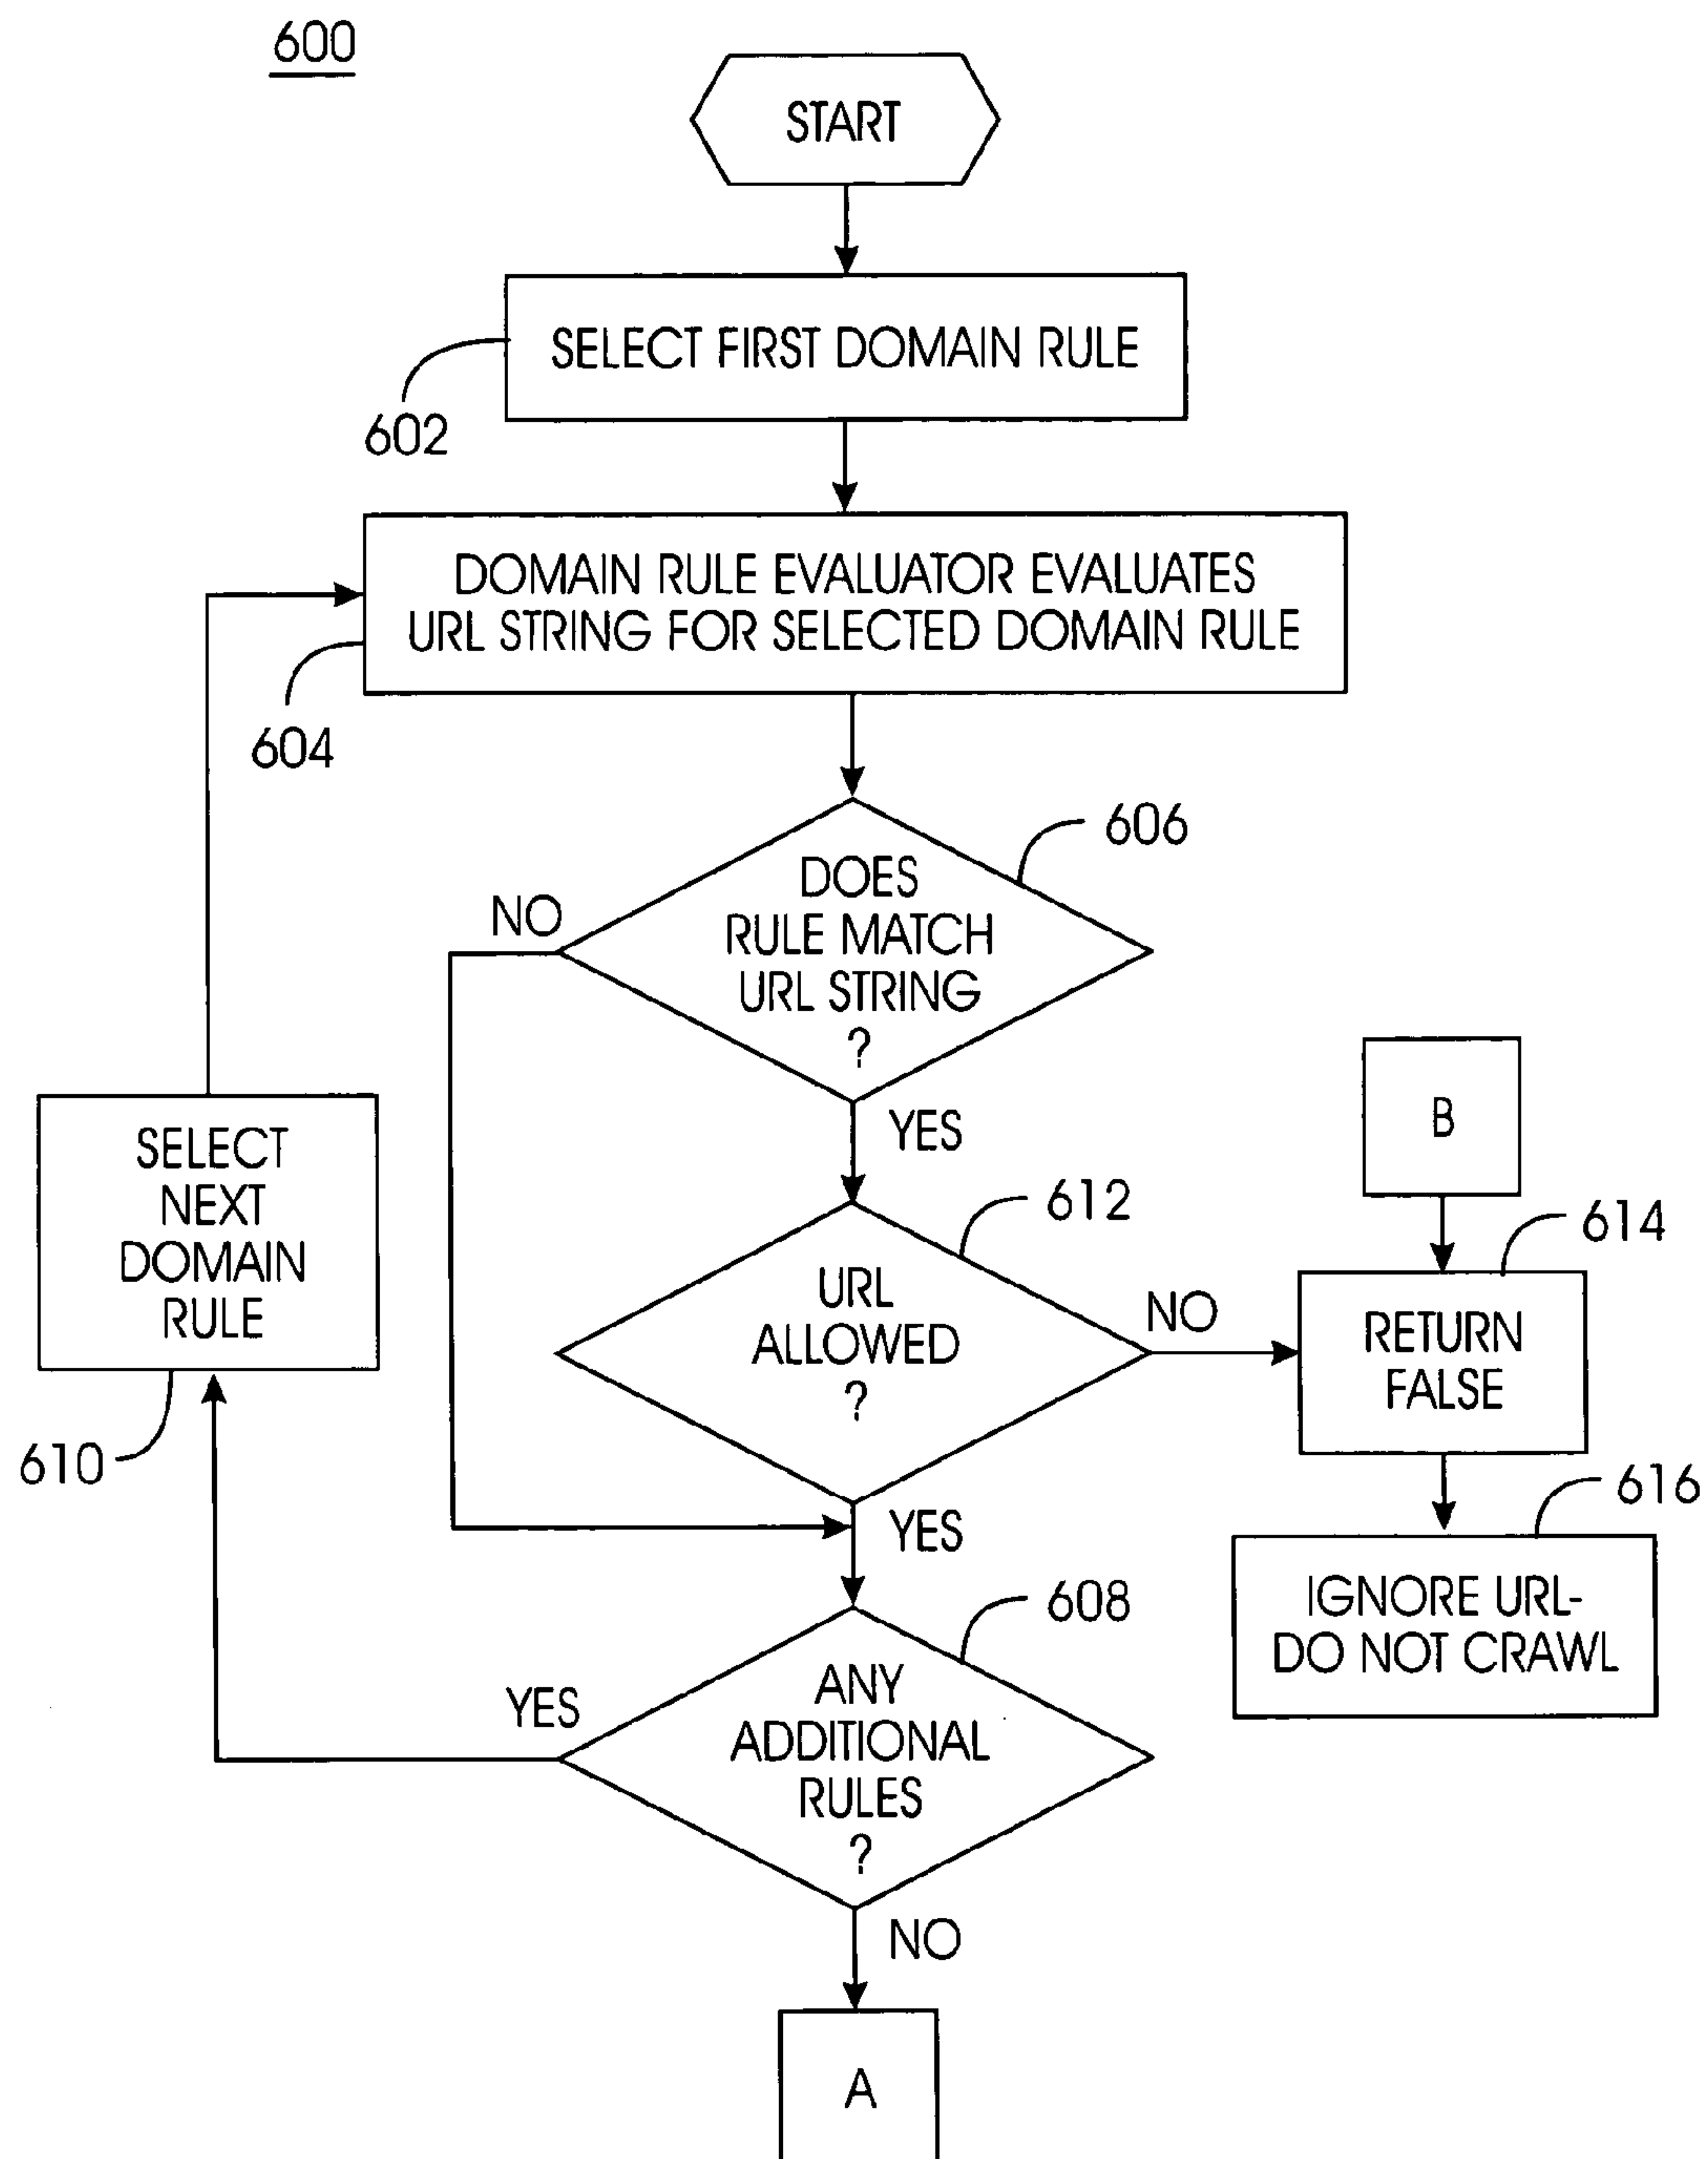 600
START
SELECT FIRST DOMAIN RULE
602
DOMAIN RULE EVALUATOR EVALUATES
URL STRING FOR SELECTED DOMAIN RULE
604
606
DOES
RULE MATCH
URL STRING
?
NO
YES
SELECT
NEXT
DOMAIN
RULE
610
612
URL
ALLOWED
?
NO
YES
B
614
RETURN
FALSE
616
IGNORE URL-
DO NOT CRAWL
608
ANY
ADDITIONAL
RULES
?
YES
NO
A